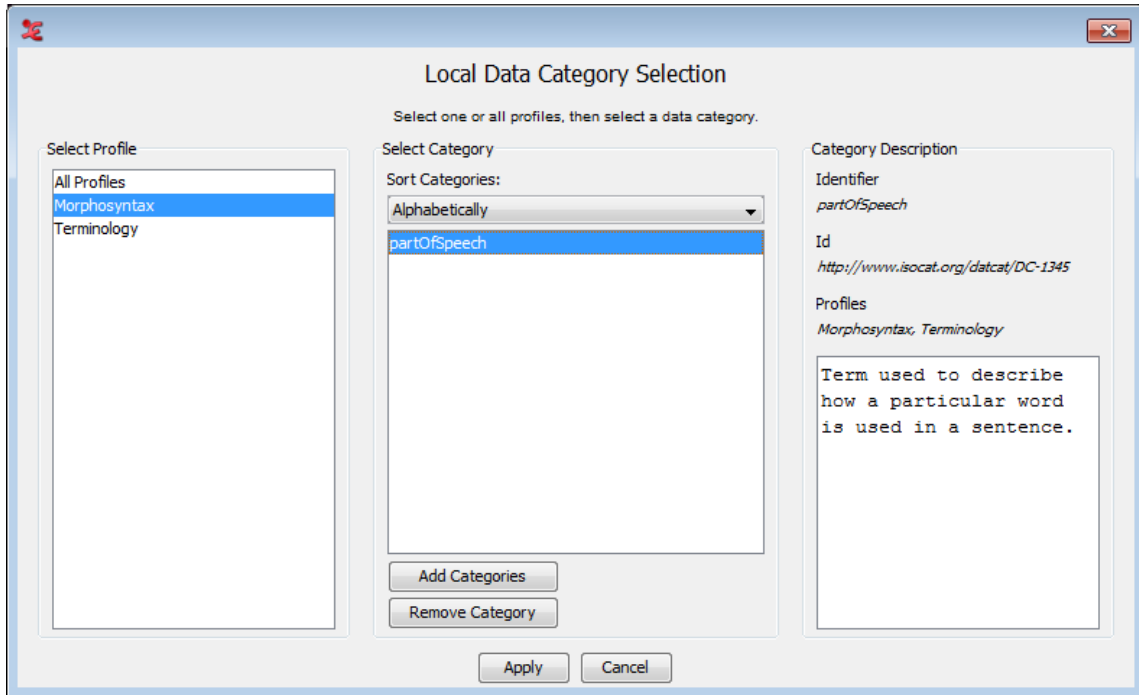 Local Data Category Selection
Select one or all profiles, then select a data category.
Select Profile
All Profiles
Morphosyntax
Terminology
Select Category
Sort Categories:
Alphabetically
partOfSpeech
Add Categories
Remove Category
Category Description
Identifier
partOfSpeech
Id
http://www.isocat.org/datcat/DC-1345
Profiles
Morphosyntax, Terminology
Term used to describe
how a particular word
is used in a sentence.
Apply
Cancel